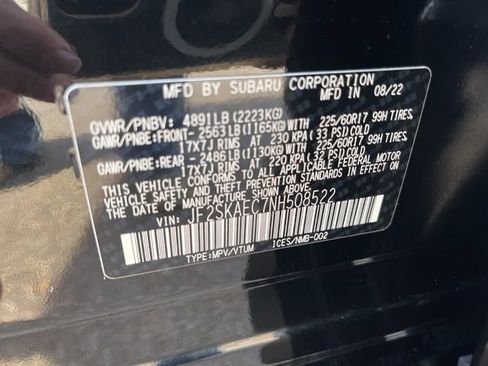 MFD BY SUBARU CORPORATION 08/22
GVWR/PNBV: 4891LB (2223KG)
GAWR/PNBE:FRONT- 2563LB(1165KG)WITH 225/60R17 99H TIRES
17X7J RIMS AT 230 KPA (33 PSI)COLD
GAWR/PNBE:REAR - 2486LB(1130KG)WITH 225/60R17 99H TIRES
17X7J RIMS AT 220 KPA (32 PSI)COLD
THIS VEHICLE CONFORMS TO ALL APPLICABLE FEDERAL MOTOR
VEHICLE SAFETY AND THEFT PREVENTION STANDARDS IN EFFECT
ON THE DATE OF MANUFACTURE SHOWN ABOVE.
VIN: JF2SKAEC7NH508522
TYPE:MPV/VTUM ICES/NMB-002